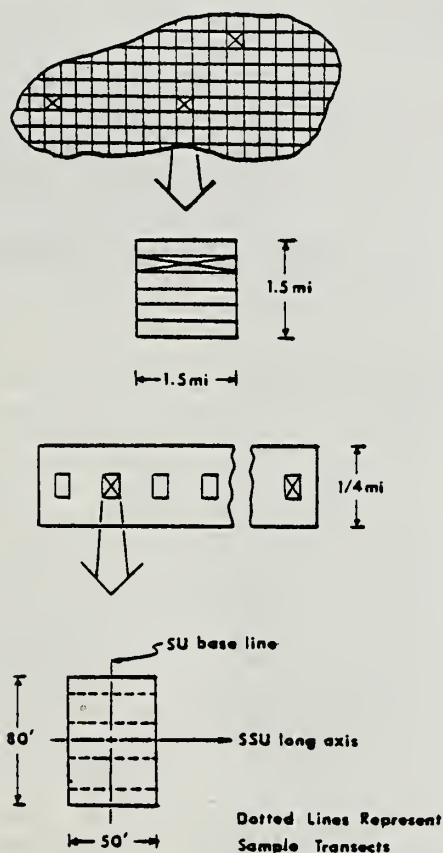 1.5 mi
1.5 mi
1/4 mi
SU base line
80'
SSU long axis
50'
Dotted Lines Represent
Sample Transects